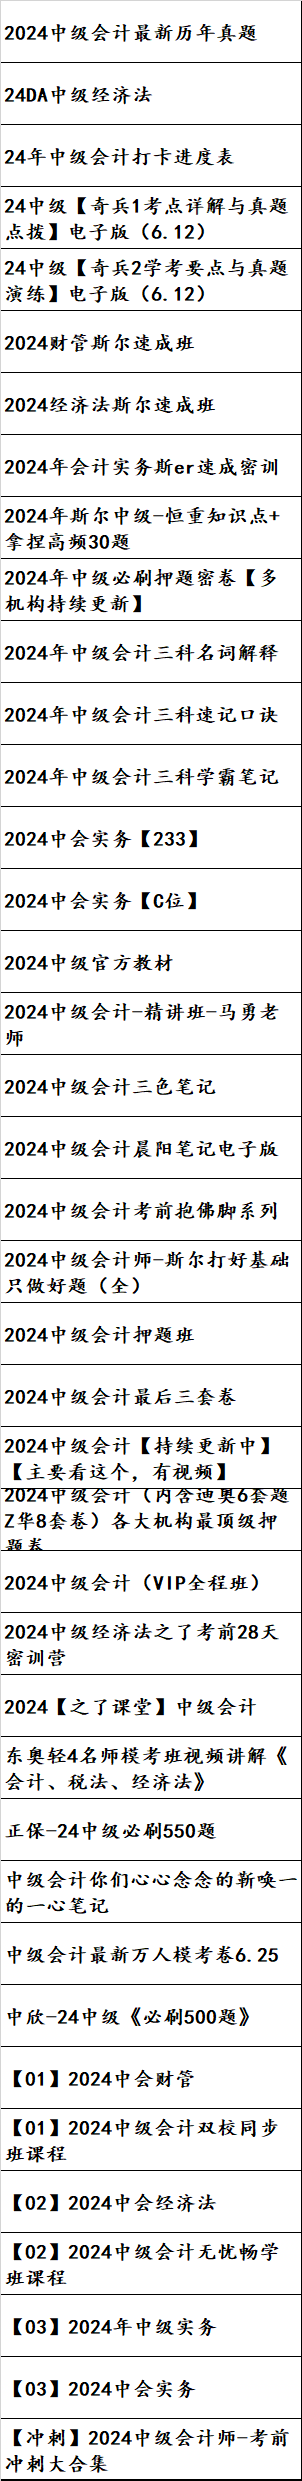 2024中级会计最新历年真题
24DA中级经济法
24年中级会计打卡进度表
24中级【奇兵1考点详解与真题
点拨】电子版（6.12）
24中级【奇兵2学考要点与真题
演练】电子版（6.12）
2024财管斯尔速成班
2024经济法斯尔速成班
2024年会计实务斯er速成密训
2024年斯尔中级-恒重知识点+
拿捏高频30题
2024年中级必刷押题密卷【多
机构持续更新】
2024年中级会计三科名词解释
2024年中级会计三科速记口诀
2024年中级会计三科学霸笔记
2024中会实务【233】
2024中会实务【C位】
2024中级官方教材
2024中级会计-精讲班-马勇老
师
2024中级会计三色笔记
2024中级会计晨阳笔记电子版
2024中级会计考前抱佛脚系列
2024中级会计师-斯尔打好基础
只做好题（全）
2024中级会计押题班
2024中级会计最后三套卷
2024中级会计【持续更新中】
【主要看这个，有视频】
2024中级会计（内含迪奥6套题
Z华8套卷）各大机构最顶级押
题卷
2024中级会计（VIP全程班）
2024中级经济法之了考前28天
密训营
2024【之了课堂】中级会计
东奥轻4名师模考班视频讲解《
会计、税法、经济法》
正保-24中级必刷550题
中级会计你们心心念念的靳唤一
的一心笔记
中级会计最新万人模考卷6.25
中欣-24中级《必刷500题》
【01】2024中会财管
【01】2024中级会计双校同步
班课程
【02】2024中会经济法
【02】2024中级会计无忧畅学
班课程
【03】2024年中级实务
【03】2024中会实务
【冲刺】2024中级会计师-考前
冲刺大合集